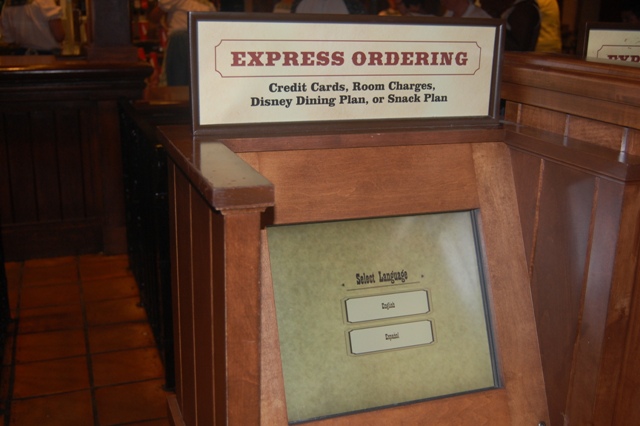 EXPRESS ORDERING
Credit Cards, Room Charges,
Disney Dining Plan, or Snack Plan
Select Language
English
Español